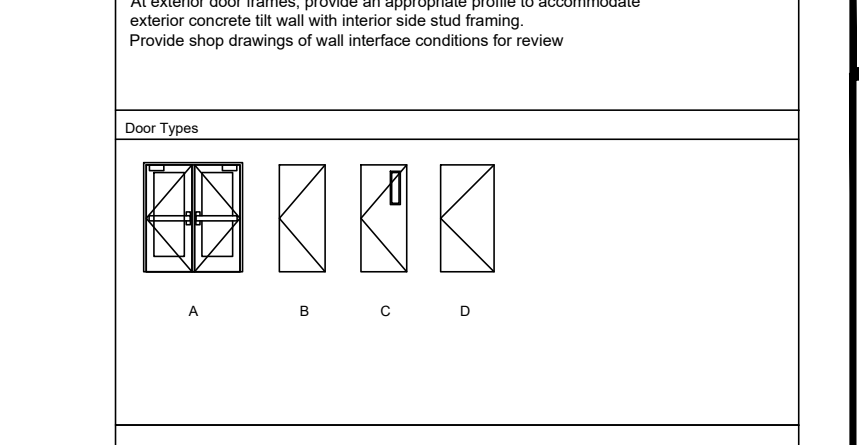 At exterior door frames, provide an appropriate profile to accommodate
exterior concrete tilt wall with interior side stud framing.
Provide shop drawings of wall interface conditions for review
Door Types
A B C D